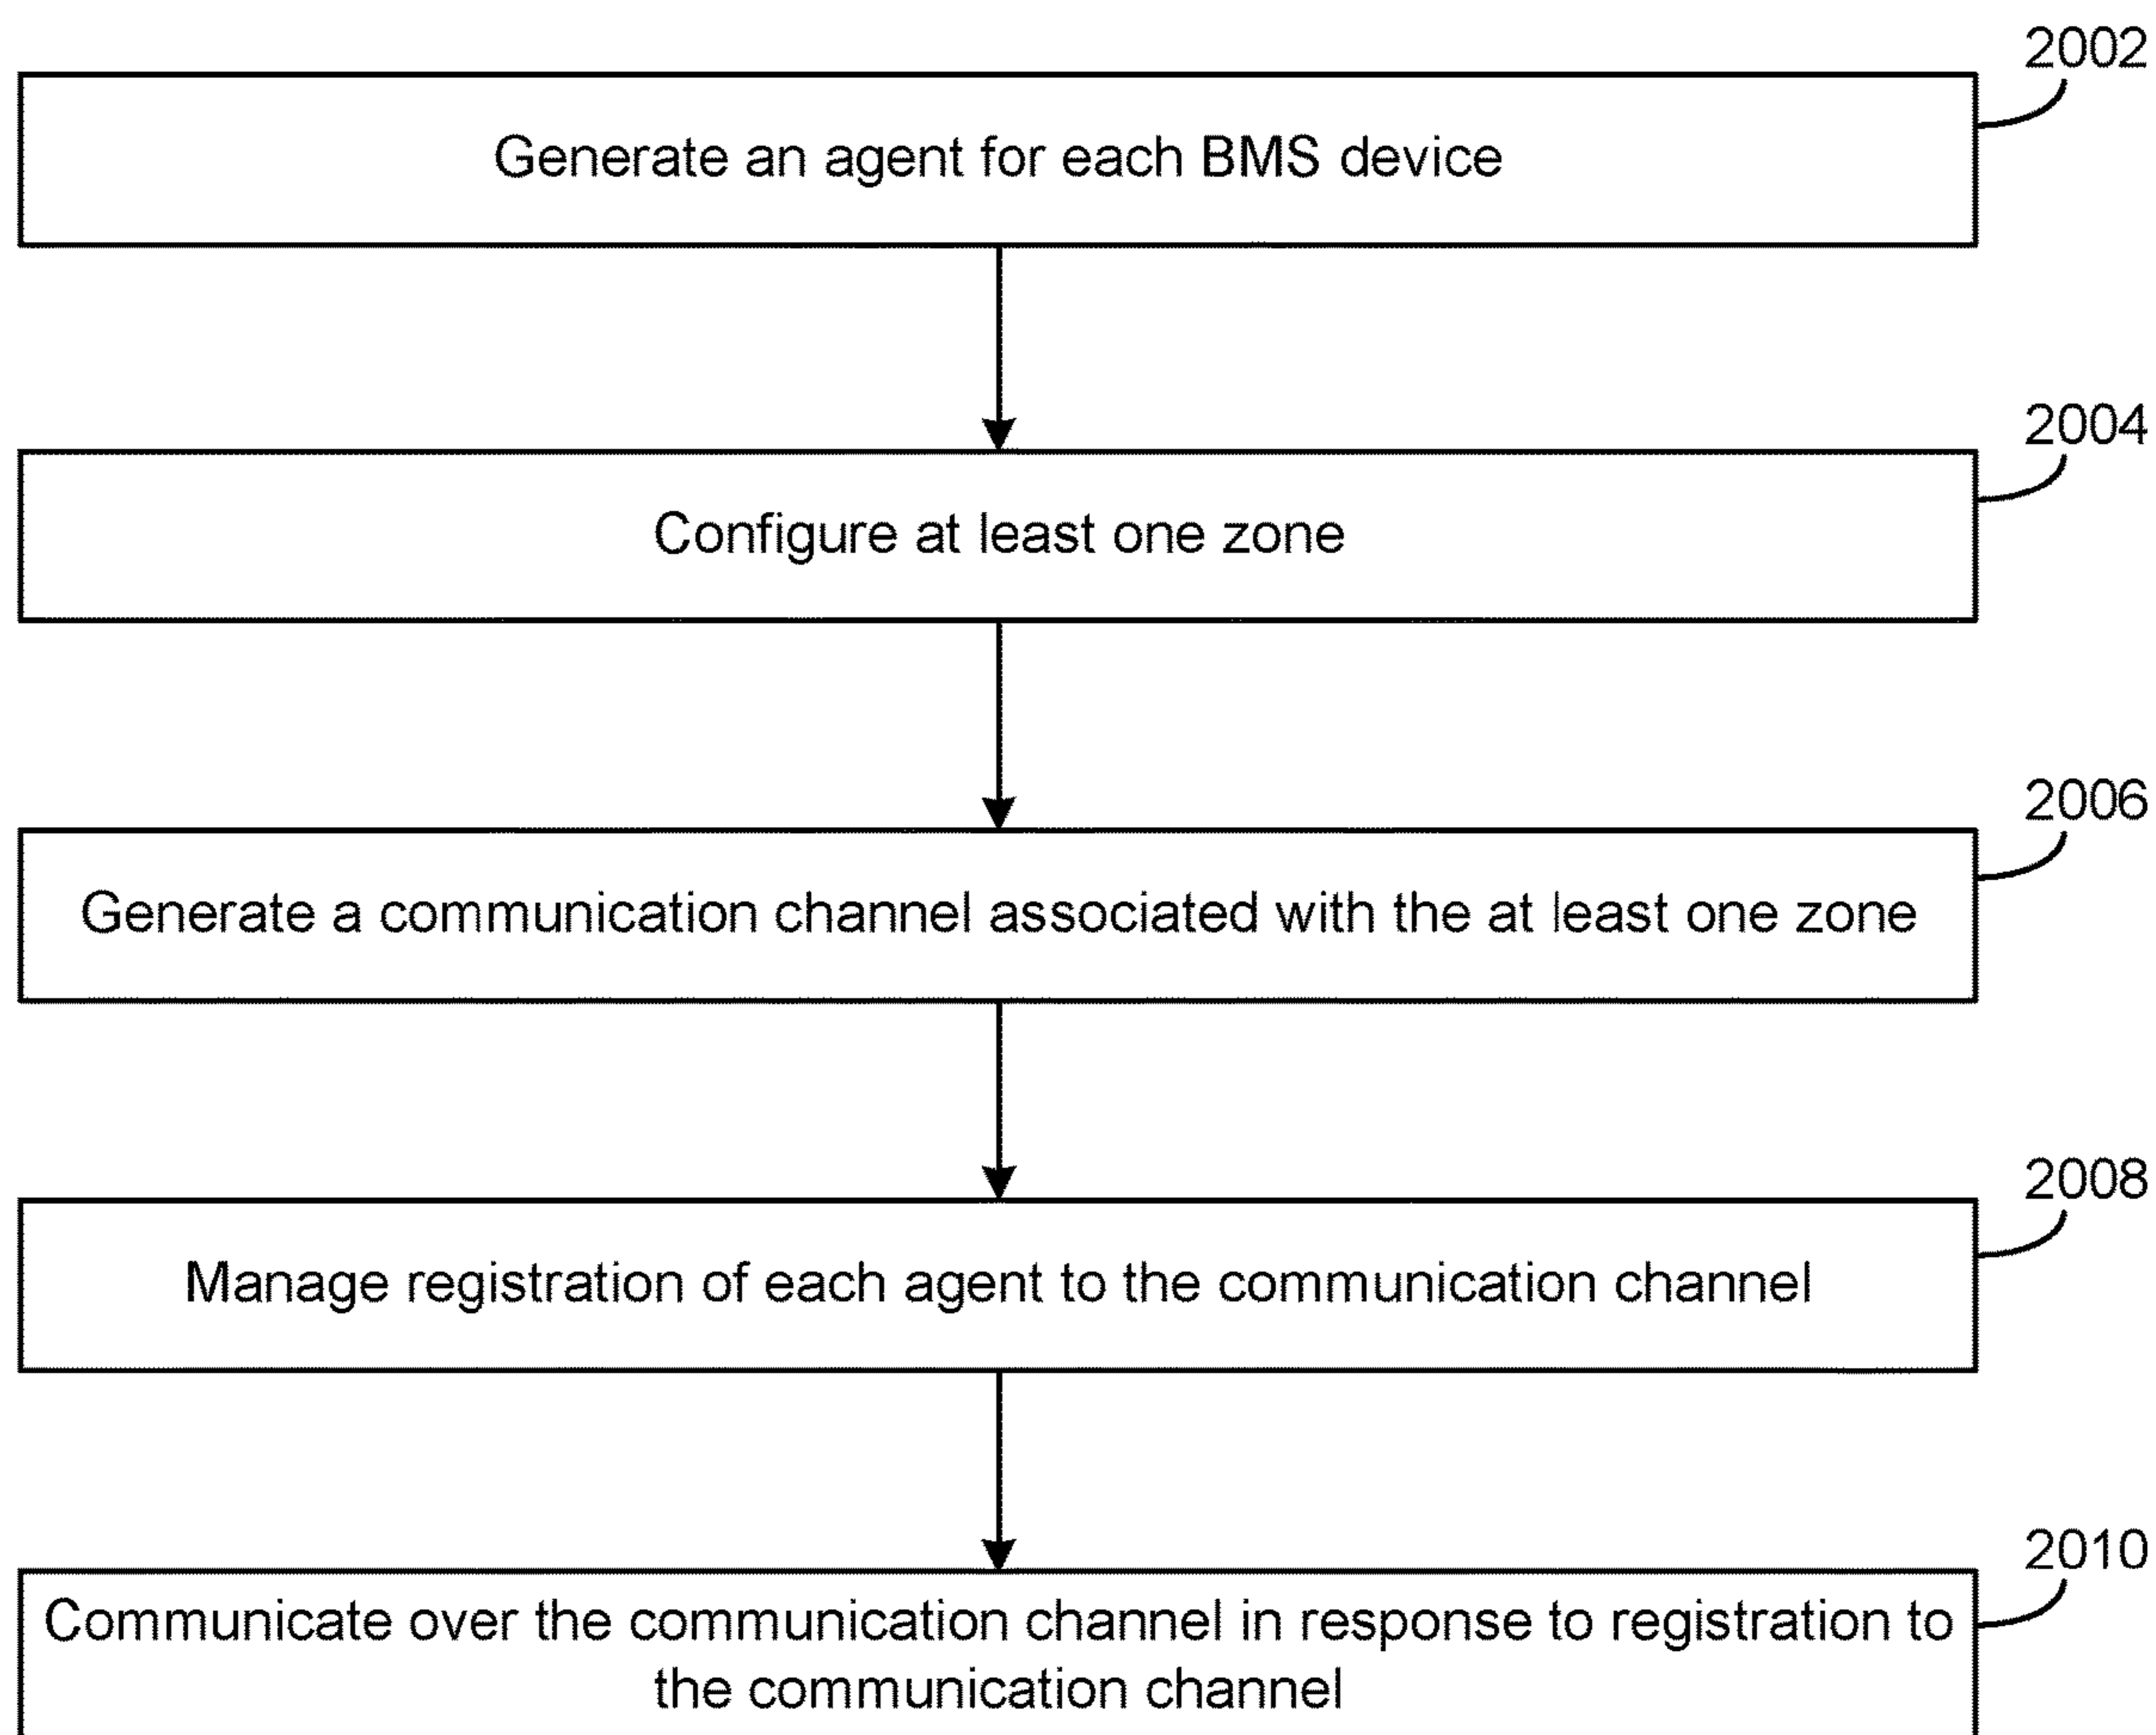 2002
Generate an agent for each BMS device
2004
Configure at least one zone
2006
Generate a communication channel associated with the at least one zone
2008
Manage registration of each agent to the communication channel
2010
Communicate over the communication channel in response to registration to
the communication channel